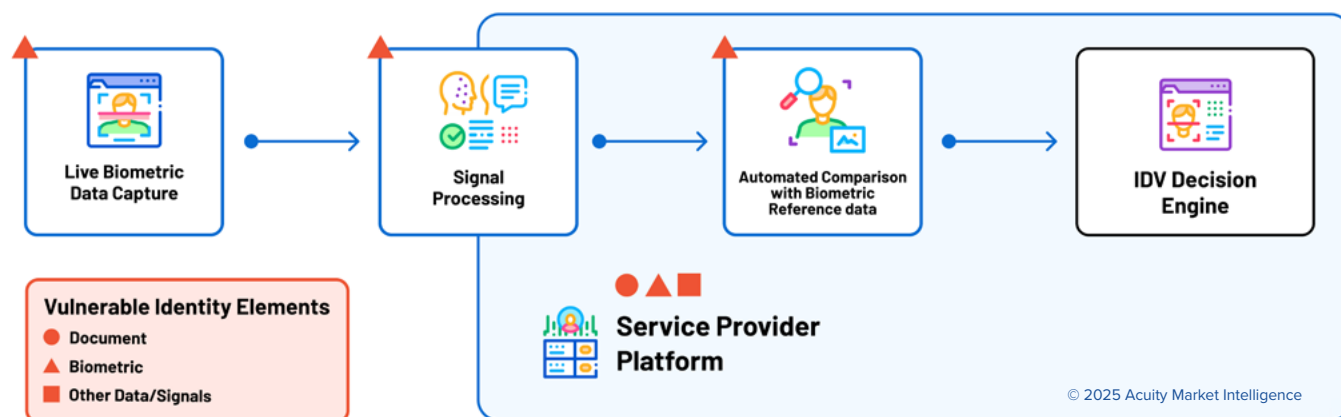 Live Biometric
Data Capture
Signal
Processing
Automated Comparison
with Biometric
Reference data
IDV Decision
Engine
Vulnerable Identity Elements
Document
Biometric
Other Data/Signals
Service Provider
Platform
© 2025 Acuity Market Intelligence